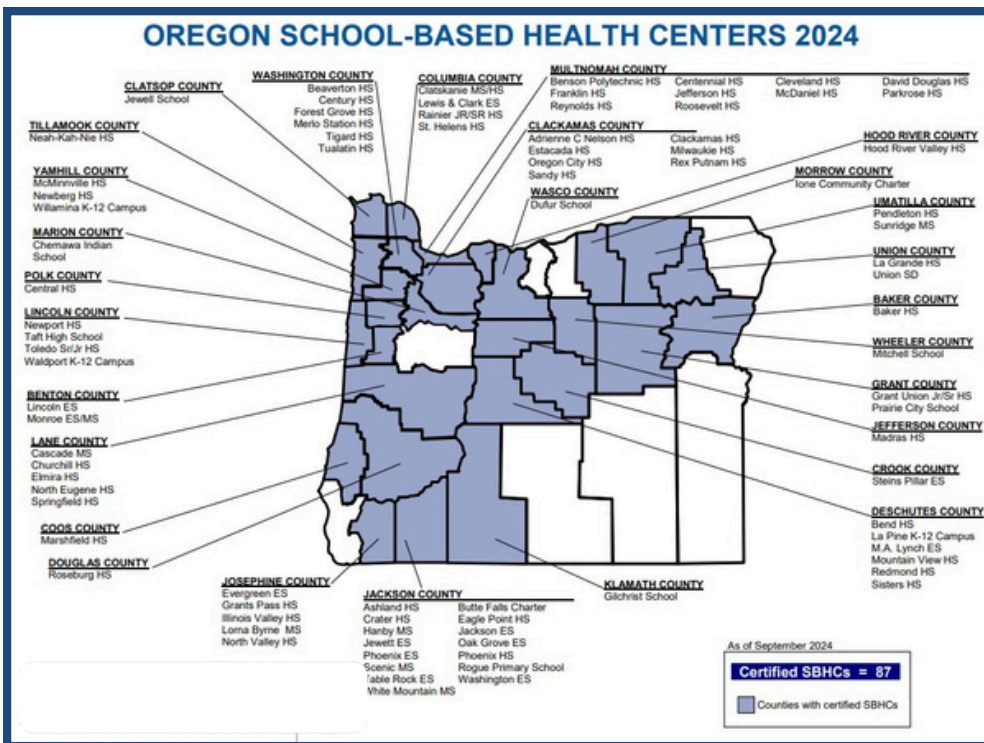 OREGON SCHOOL-BASED HEALTH CENTERS 2024
CLATSOP COUNTY
Jewell School
WASHINGTON COUNTY
Beaverton HS
Century HS
Forest Grove HS
Merlo Station HS
Tigard HS
Tualatin HS
COLUMBIA COUNTY
Clatskanie MS/HS
Lewis & Clark ES
Rainier JR/SR HS
St. Helens HS
MULTNOMAH COUNTY
Benson Polytechnic HS Centennial HS Cleveland HS David Douglas HS
Franklin HS Jefferson HS McDaniel HS Parkrose HS
Reynolds HS Roosevelt HS
CLACKAMAS COUNTY
Adrienne C Nelson HS Clackamas HS
Estacada HS Milwaukie HS
Oregon City HS Rex Putnam HS
Sandy HS
HOOD RIVER COUNTY
Hood River Valley HS
WASCO COUNTY
Dufur School
MORROW COUNTY
Ione Community Charter
TILLAMOOK COUNTY
Neah-Kah-Nie HS
YAMHILL COUNTY
McMinnville HS
Newberg HS
Willamina K-12 Campus
MARION COUNTY
Chemawa Indian
School
POLK COUNTY
Central HS
LINCOLN COUNTY
Newport HS
Taft High School
Toledo Sr/Jr HS
Waldport K-12 Campus
BENTON COUNTY
Lincoln ES
Monroe ES/MS
LANE COUNTY
Cascade MS
Churchill HS
Elmira HS
North Eugene HS
Springfield HS
COOS COUNTY
Marshfield HS
DOUGLAS COUNTY
Roseburg HS
UMATILLA COUNTY
Pendleton HS
Sunridge MS
UNION COUNTY
La Grande HS
Union SD
BAKER COUNTY
Baker HS
WHEELER COUNTY
Mitchell School
GRANT COUNTY
Grant Union Jr/Sr HS
Prairie City School
JEFFERSON COUNTY
Madras HS
CROOK COUNTY
Steins Pillar ES
DESCHUTES COUNTY
Bend HS
La Pine K-12 Campus
M.A. Lynch ES
Mountain View HS
Redmond HS
Sisters HS
JOSEPHINE COUNTY
Evergreen ES
Grants Pass HS
Illinois Valley HS
Lorna Byrne MS
North Valley HS
JACKSON COUNTY
Ashland HS Butte Falls Charter
Crater HS Eagle Point HS
Hanby MS Jackson ES
Jewett ES Oak Grove ES
Phoenix ES Phoenix HS
Scenic MS Rogue Primary School
Table Rock ES Washington ES
White Mountain MS
KLAMATH COUNTY
Gilchrist School
As of September 2024
Certified SBHCs = 87
Counties with certified SBHCs